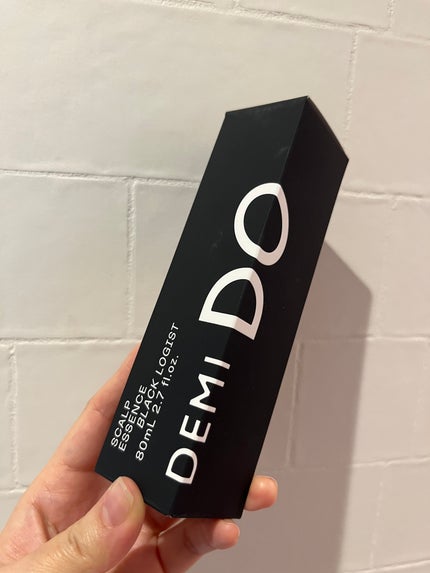 DEMI DO
SCALP
ESSENCE
BLACK LOGIST
80mL 2.7 fl.oz.